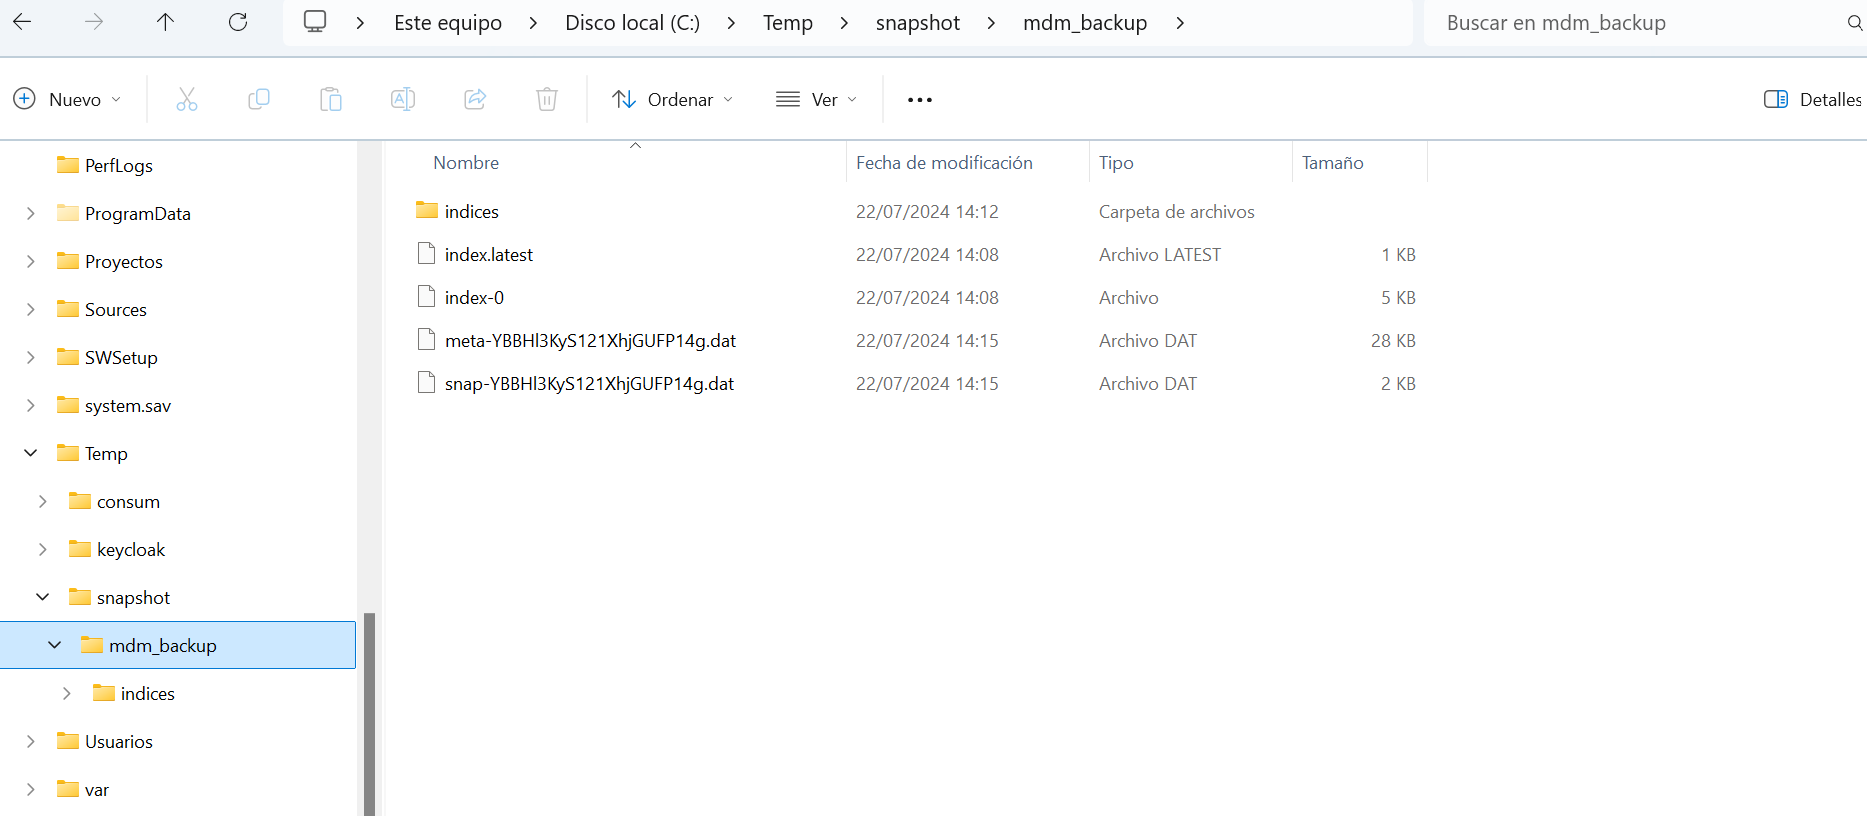 Este equipo > Disco local (C:) > Temp > snapshot > mdm_backup >
Buscar en mdm_backup
Nuevo
Ordenar
Ver
Detalles
PerfLogs
ProgramData
Proyectos
Sources
SWSetup
system.sav
Temp
consum
keycloak
snapshot
mdm_backup
indices
Usuarios
var
Nombre Fecha de modificación Tipo Tamaño
indices 22/07/2024 14:12 Carpeta de archivos
index.latest 22/07/2024 14:08 Archivo LATEST 1 KB
index-0 22/07/2024 14:08 Archivo 5 KB
meta-YBBHl3KyS121XhjGUFP14g.dat 22/07/2024 14:15 Archivo DAT 28 KB
snap-YBBHl3KyS121XhjGUFP14g.dat 22/07/2024 14:15 Archivo DAT 2 KB